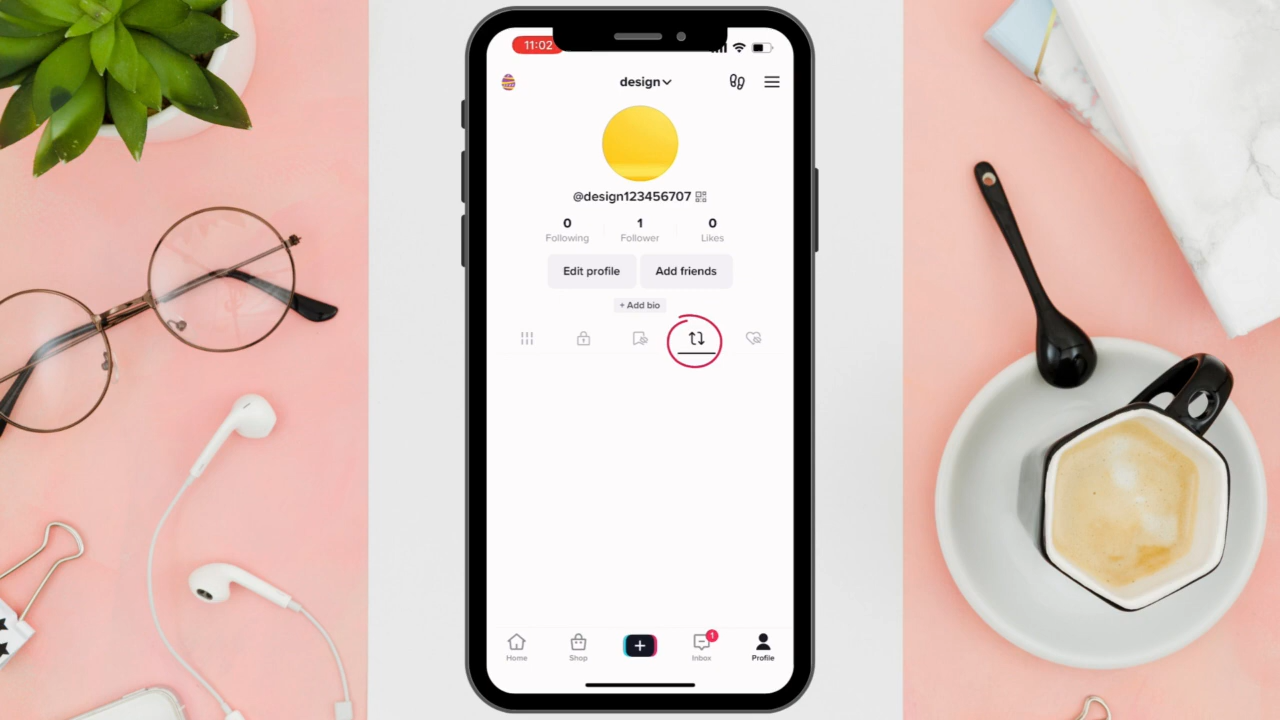 11:02
design
@design123456707
0 1 0
Following Follower Likes
Edit profile Add friends
+ Add bio
1
Home Shop Inbox Profile